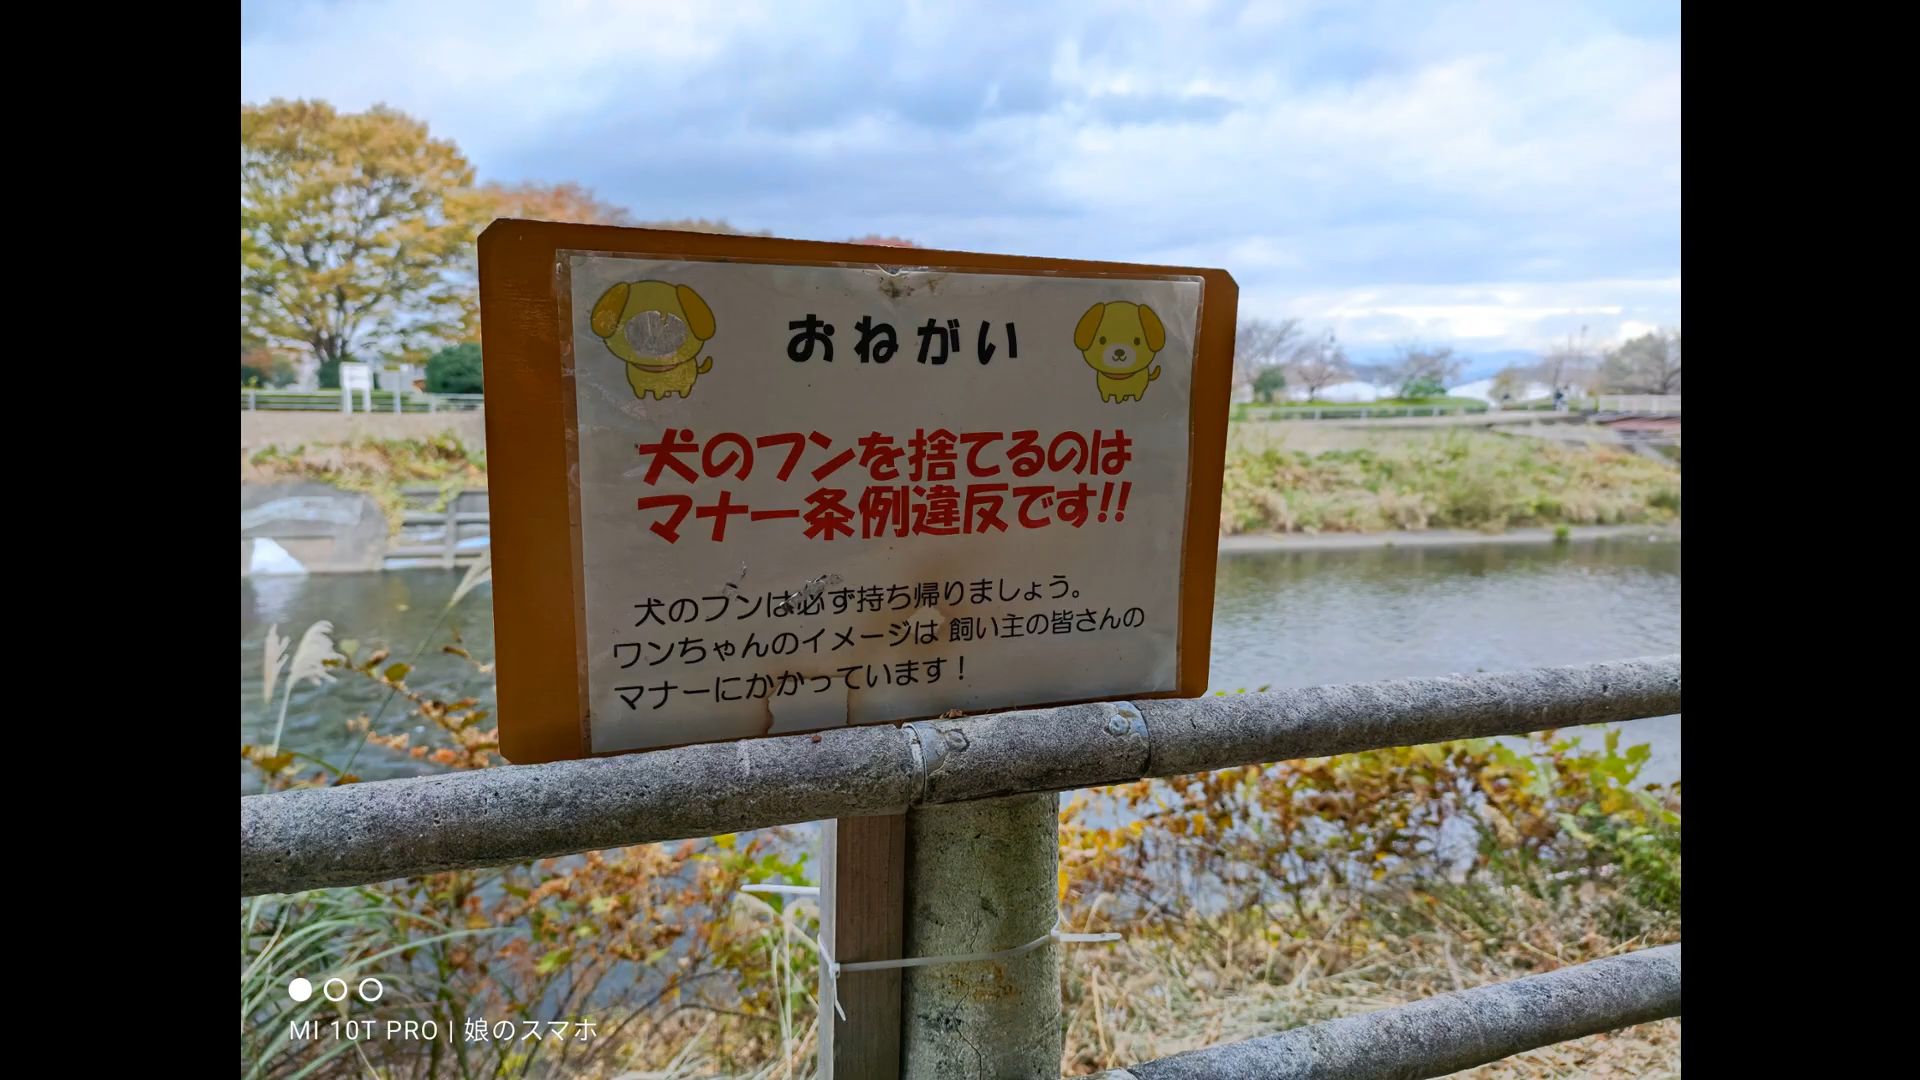 おねがい
犬のフンを捨てるのは
マナー条例違反です!!
犬のフンは必ず持ち帰りましょう。
ワンちゃんのイメージは 飼い主の皆さんの
マナーにかかっています！
MI 10T PRO | 娘のスマホ